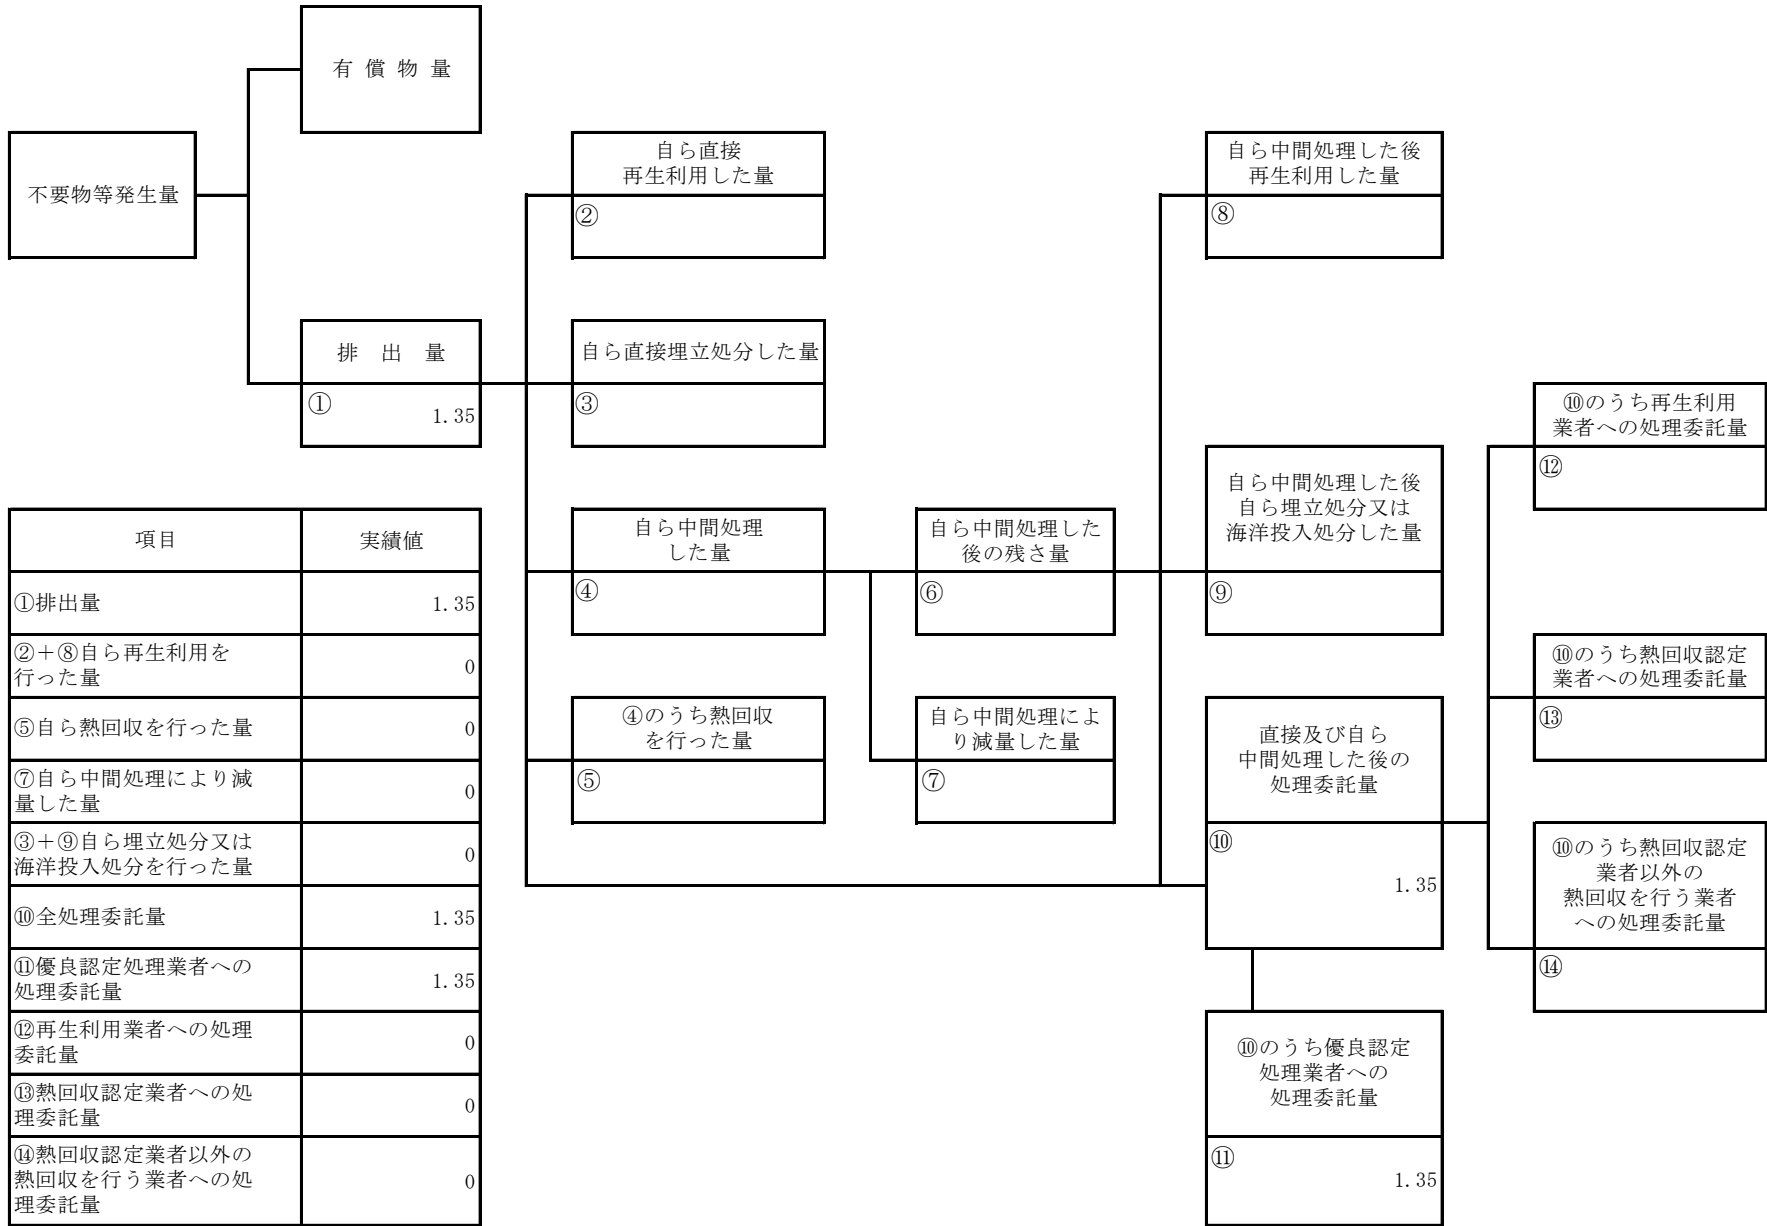 有 償 物 量
不要物等発生量
自ら直接
再生利用した量
②
自ら中間処理した後
再生利用した量
⑧
排 出 量
① 1.35
自ら直接埋立処分した量
③
⑩のうち再生利用
業者への処理委託量
⑫
自ら中間処理した後
自ら埋立処分又は
海洋投入処分した量
⑨
自ら中間処理
した量
④
自ら中間処理した
後の残さ量
⑥
⑩のうち熱回収認定
業者への処理委託量
⑬
④のうち熱回収
を行った量
⑤
自ら中間処理によ
り減量した量
⑦
直接及び自ら
中間処理した後の
処理委託量
⑩
1.35
⑩のうち熱回収認定
業者以外の
熱回収を行う業者
への処理委託量
⑭
⑩のうち優良認定
処理業者への
処理委託量
⑪
1.35
項目 実績値
①排出量 1.35
②+⑧自ら再生利用を
行った量 0
⑤自ら熱回収を行った量 0
⑦自ら中間処理により減
量した量 0
③+⑨自ら埋立処分又は
海洋投入処分を行った量 0
⑩全処理委託量 1.35
⑪優良認定処理業者への
処理委託量 1.35
⑫再生利用業者への処理
委託量 0
⑬熱回収認定業者への処
理委託量 0
⑭熱回収認定業者以外の
熱回収を行う業者への処
理委託量 0